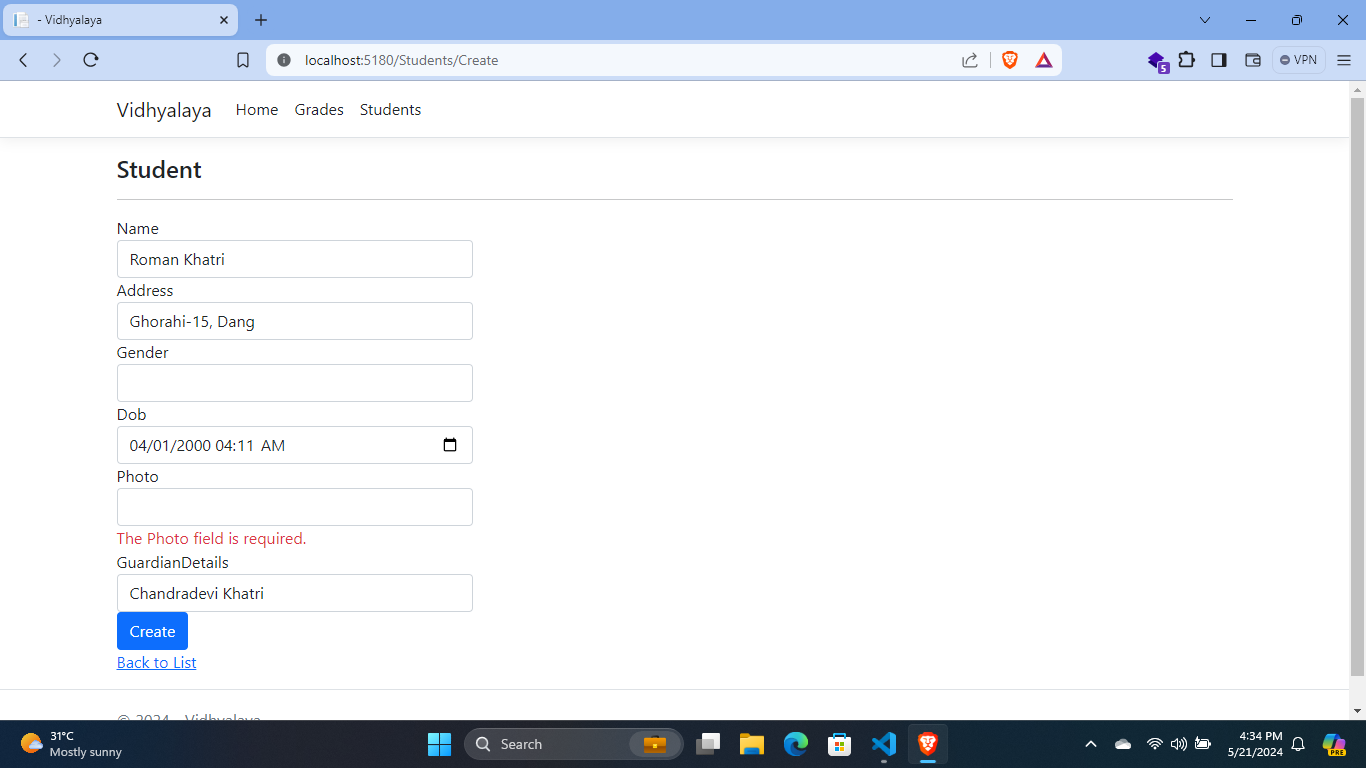 - Vidhyalaya
localhost:5180/Students/Create
5
VPN
Vidhyalaya Home Grades Students
Student
Name
Roman Khatri
Address
Ghorahi-15, Dang
Gender
Dob
04/01/2000 04:11 AM
Photo
The Photo field is required.
GuardianDetails
Chandradevi Khatri
Create
Back to List
© 2024 - Vidhyalaya
31°C
Mostly sunny
Search
4:34 PM
5/21/2024
PRE